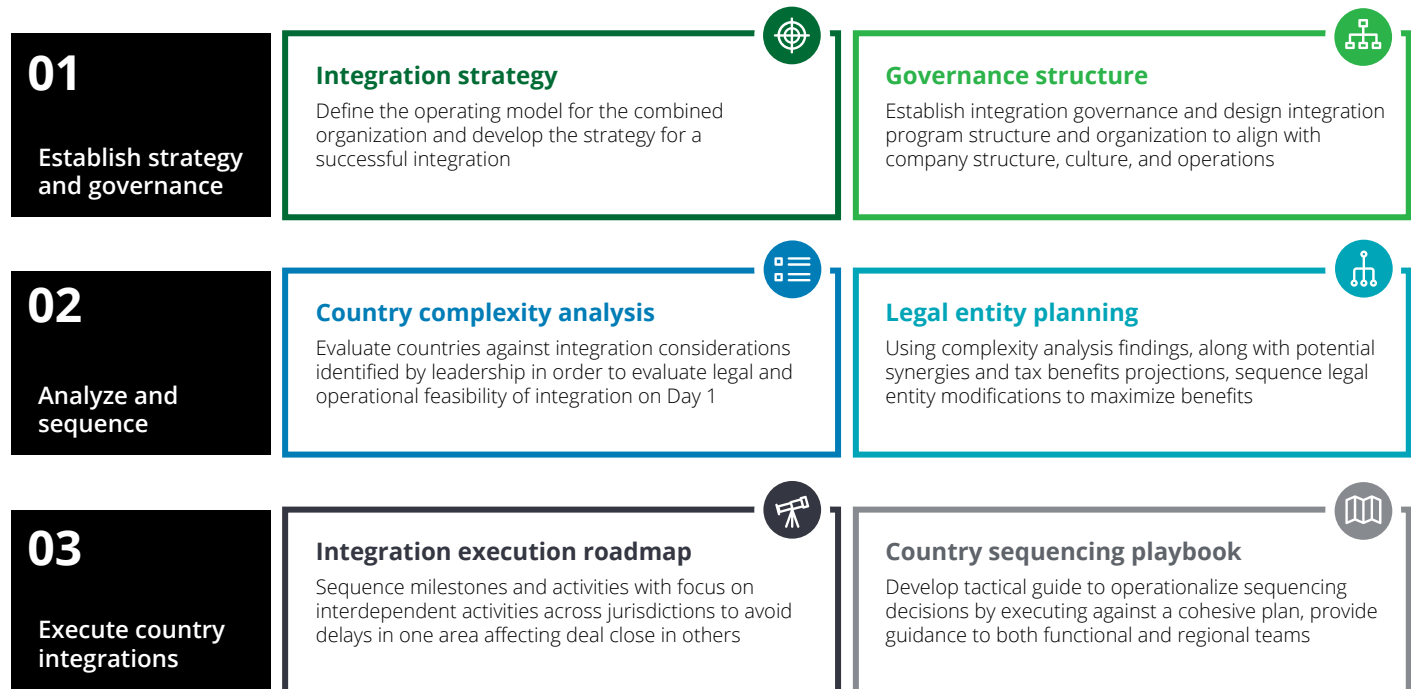 01
Establish strategy
and governance
Integration strategy
Define the operating model for the combined
organization and develop the strategy for a
successful integration
Governance structure
Establish integration governance and design integration
program structure and organization to align with
company structure, culture, and operations
02
Analyze and
sequence
Country complexity analysis
Evaluate countries against integration considerations
identified by leadership in order to evaluate legal and
operational feasibility of integration on Day 1
Legal entity planning
Using complexity analysis findings, along with potential
synergies and tax benefits projections, sequence legal
entity modifications to maximize benefits
03
Execute country
integrations
Integration execution roadmap
Sequence milestones and activities with focus on
interdependent activities across jurisdictions to avoid
delays in one area affecting deal close in others
Country sequencing playbook
Develop tactical guide to operationalize sequencing
decisions by executing against a cohesive plan, provide
guidance to both functional and regional teams